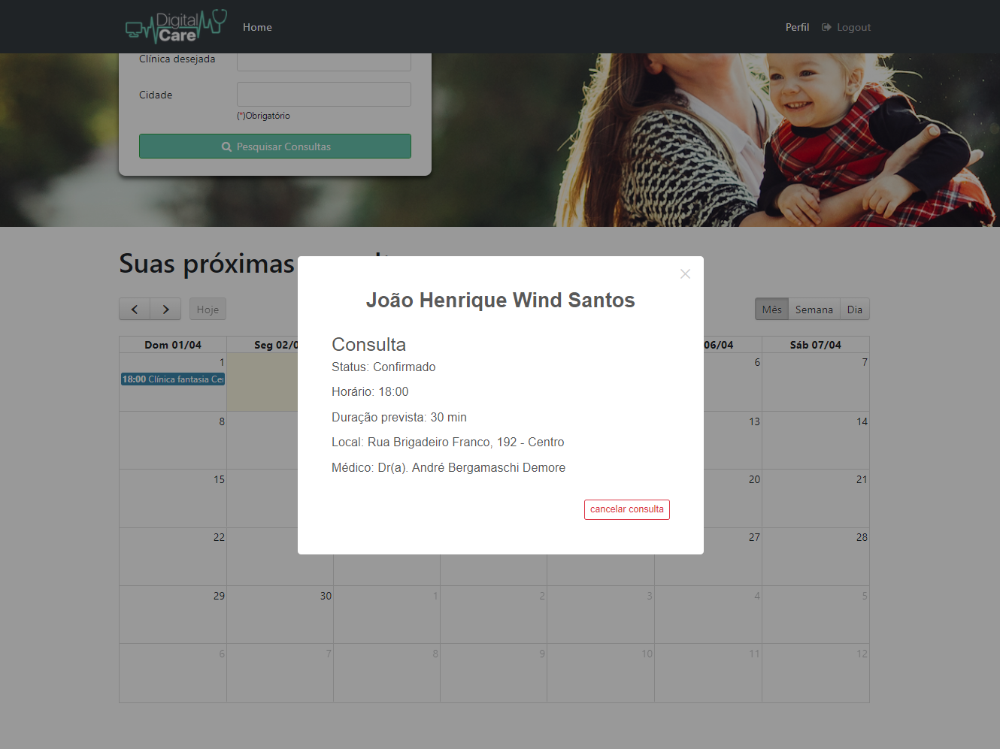 Digital
Care
Home
Perfil
Logout
Clínica desejada
Cidade
(*)Obrigatório
Pesquisar Consultas
Suas próximas
Hoje
Mês Semana Dia
João Henrique Wind Santos
Consulta
Status: Confirmado
Horário: 18:00
Duração prevista: 30 min
Local: Rua Brigadeiro Franco, 192 - Centro
Médico: Dr(a). André Bergamaschi Demore
cancelar consulta
Dom 01/04 Seg 02/0 06/04 Sáb 07/04
1 6 7
18:00 Clínica fantasia Ce
8 13 14
15 20 21
22 27 28
29 30 1 2 3 4 5
6 7 8 9 10 11 12